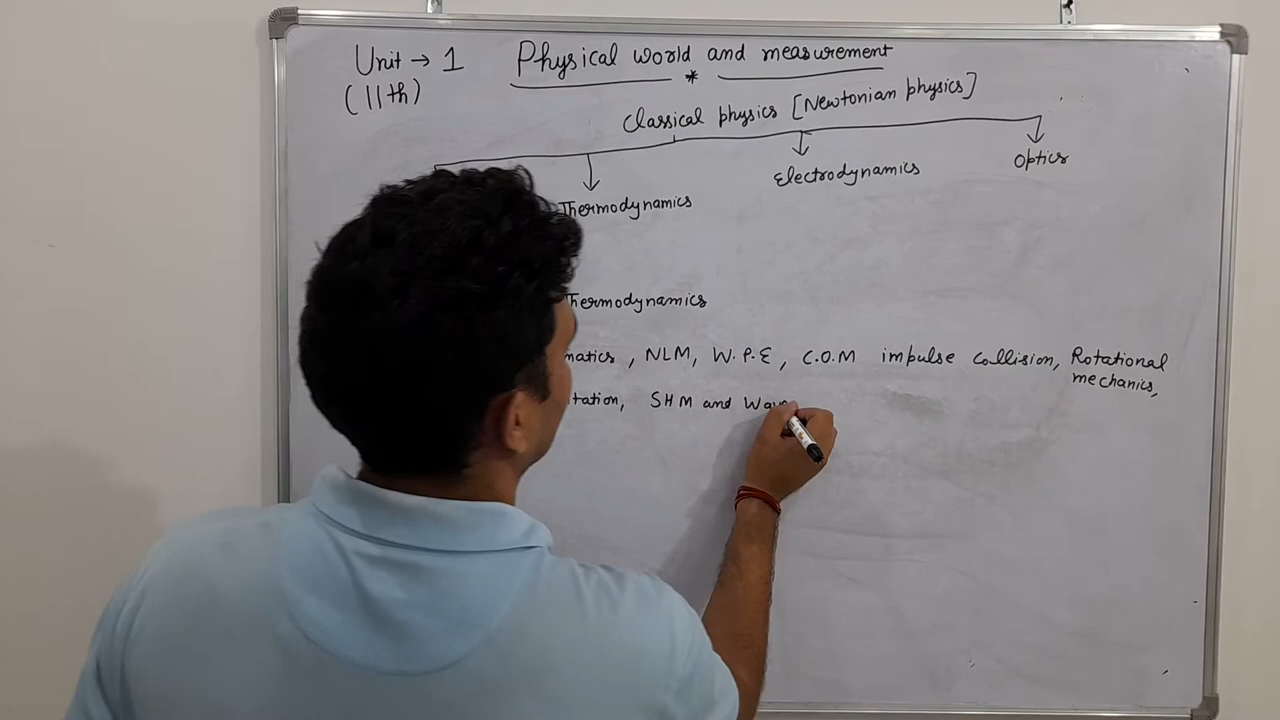 Unit → 1 Physical world and measurement
(11th) *
Classical physics [Newtonian physics]
Thermodynamics Electrodynamics Optics
Thermodynamics
matics, NLM, W.P.E, C.O.M impulse collision, Rotational
mechanics,
tation, SHM and Wave